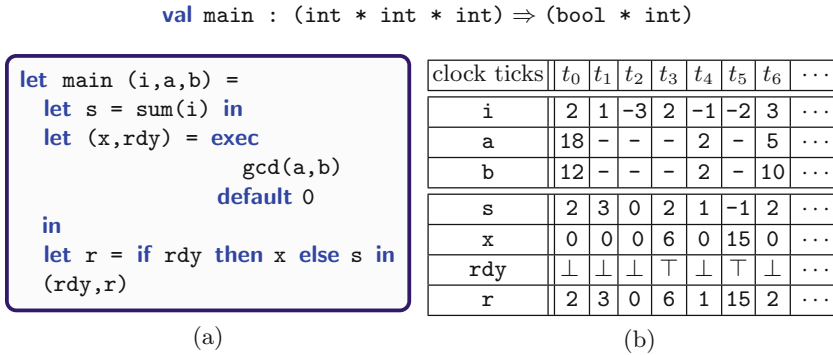 val main : (int * int * int) ⇒ (bool * int)
let main (i,a,b) =
let s = sum(i) in
let (x,rdy) = exec
gcd(a,b)
default 0
in
let r = if rdy then x else s in
(rdy,r)
(a)
clock ticks t0 t1 t2 t3 t4 t5 t6 ⋯
i 2 1 -3 2 -1 -2 3 ⋯
a 18 - - - 2 - 5 ⋯
b 12 - - - 2 - 10 ⋯
s 2 3 0 2 1 -1 2 ⋯
x 0 0 0 6 0 15 0 ⋯
rdy ⊥ ⊥ ⊥ ⊤ ⊥ ⊤ ⊥ ⋯
r 2 3 0 6 1 15 2 ⋯
(b)